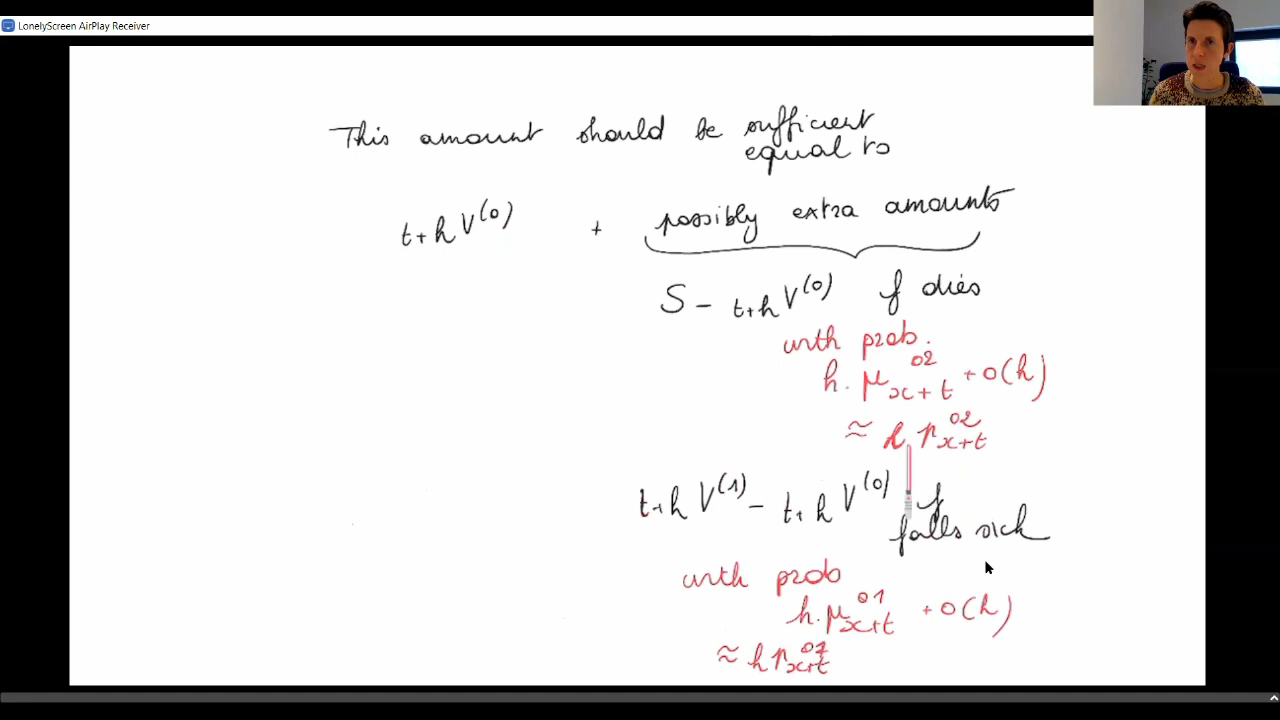 LonelyScreen AirPlay Receiver
This amount should be sufficient
equal to
t+h V^(0) + possibly extra amounts
S - t+h V^(0) if dies
with prob.
h. μ^02_x+t + o(h)
≈ h p^02_x+t
t+h V^(1) - t+h V^(0) if
falls sick
with prob
h. μ^01_x+t + o(h)
≈ h p^01_x+t